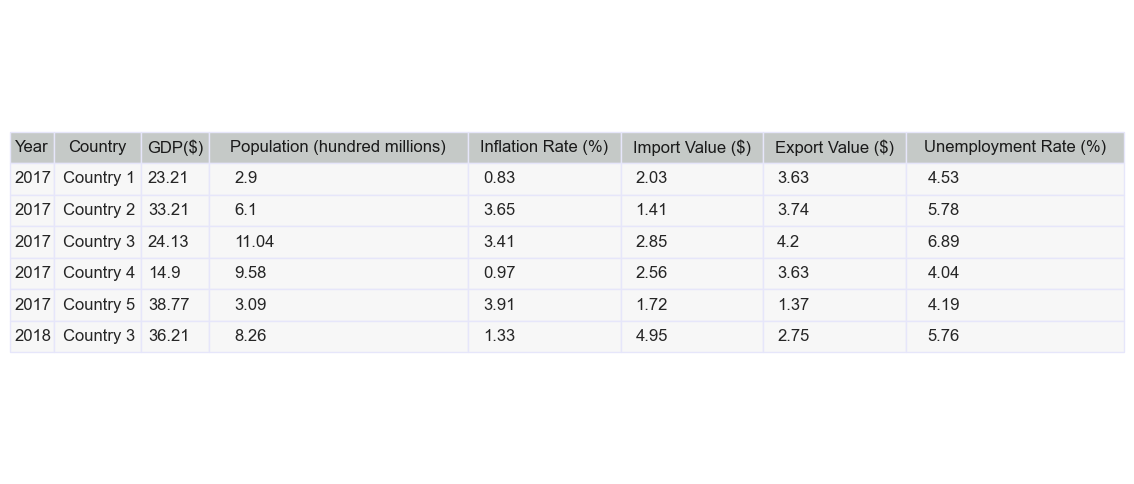 Year Country GDP($) Population (hundred millions) Inflation Rate (%) Import Value ($) Export Value ($) Unemployment Rate (%)
2017 Country 1 23.21 2.9 0.83 2.03 3.63 4.53
2017 Country 2 33.21 6.1 3.65 1.41 3.74 5.78
2017 Country 3 24.13 11.04 3.41 2.85 4.2 6.89
2017 Country 4 14.9 9.58 0.97 2.56 3.63 4.04
2017 Country 5 38.77 3.09 3.91 1.72 1.37 4.19
2018 Country 3 36.21 8.26 1.33 4.95 2.75 5.76